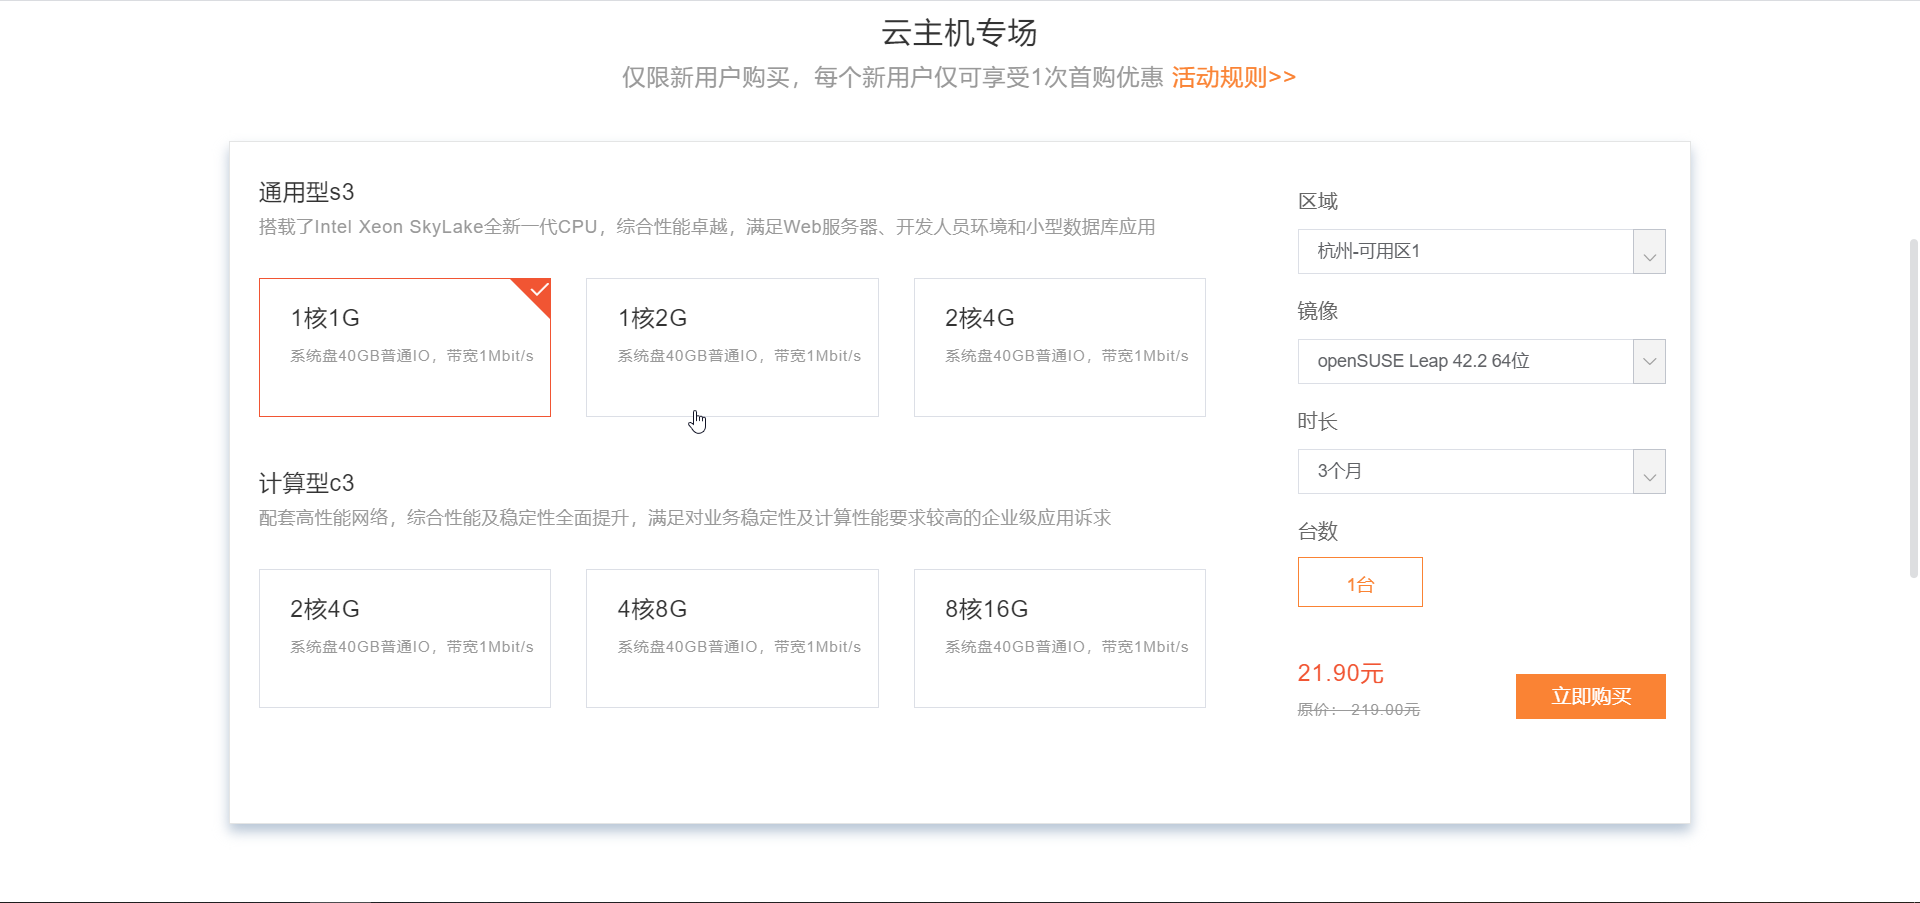 云主机专场
仅限新用户购买，每个新用户仅可享受1次首购优惠 活动规则>>
通用型s3
搭载了Intel Xeon SkyLake全新一代CPU，综合性能卓越，满足Web服务器、开发人员环境和小型数据库应用
1核1G
系统盘40GB普通IO，带宽1Mbit/s
1核2G
系统盘40GB普通IO，带宽1Mbit/s
2核4G
系统盘40GB普通IO，带宽1Mbit/s
计算型c3
配套高性能网络，综合性能及稳定性全面提升，满足对业务稳定性及计算性能要求较高的企业级应用诉求
2核4G
系统盘40GB普通IO，带宽1Mbit/s
4核8G
系统盘40GB普通IO，带宽1Mbit/s
8核16G
系统盘40GB普通IO，带宽1Mbit/s
区域
杭州-可用区1
镜像
openSUSE Leap 42.2 64位
时长
3个月
台数
1台
21.90元
原价： 219.00元
立即购买